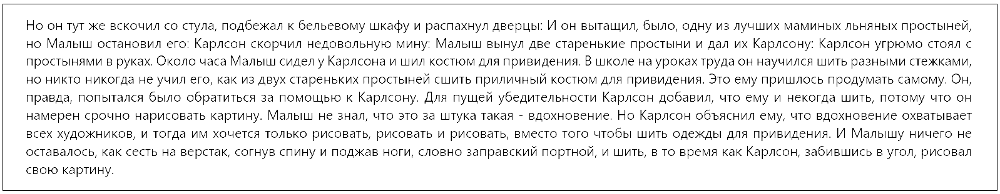 Но он тут же вскочил со стула, подбежал к бельевому шкафу и распахнул дверцы: И он вытащил, было, одну из лучших маминых льняных простыней,
но Малыш остановил его: Карлсон скорчил недовольную мину: Малыш вынул две старенькие простыни и дал их Карлсону: Карлсон угрюмо стоял с
простынями в руках. Около часа Малыш сидел у Карлсона и шил костюм для привидения. В школе на уроках труда он научился шить разными стежками,
но никто никогда не учил его, как из двух стареньких простыней сшить приличный костюм для привидения. Это ему пришлось продумать самому. Он,
правда, попытался было обратиться за помощью к Карлсону. Для пущей убедительности Карлсон добавил, что ему и некогда шить, потому что он
намерен срочно нарисовать картину. Малыш не знал, что это за штука такая - вдохновение. Но Карлсон объяснил ему, что вдохновение охватывает
всех художников, и тогда им хочется только рисовать, рисовать и рисовать, вместо того чтобы шить одежды для привидения. И Малышу ничего не
оставалось, как сесть на верстак, согнув спину и поджав ноги, словно заправский портной, и шить, в то время как Карлсон, забившись в угол, рисовал
свою картину.